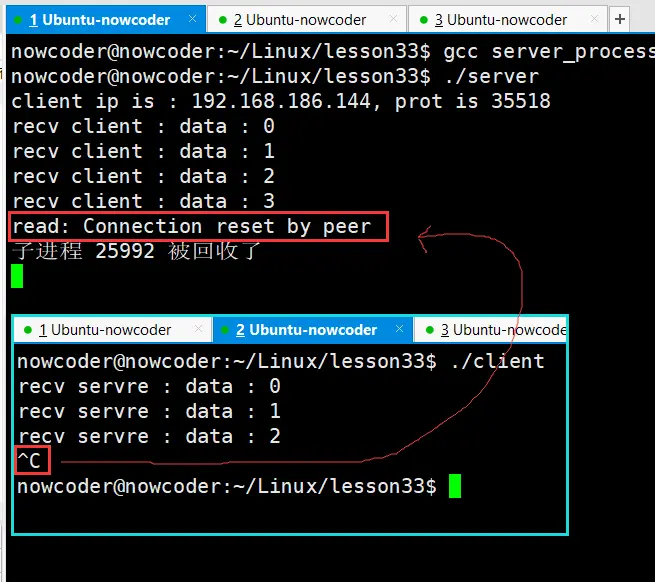 1 Ubuntu-nowcoder × 2 Ubuntu-nowcoder × 3 Ubuntu-nowcoder × +
nowcoder@nowcoder:~/Linux/lesson33$ gcc server_process
nowcoder@nowcoder:~/Linux/lesson33$ ./server
client ip is : 192.168.186.144, prot is 35518
recv client : data : 0
recv client : data : 1
recv client : data : 2
recv client : data : 3
read: Connection reset by peer
子进程 25992 被回收了
1 Ubuntu-nowcoder × 2 Ubuntu-nowcoder × 3 Ubuntu-nowcode
nowcoder@nowcoder:~/Linux/lesson33$ ./client
recv servre : data : 0
recv servre : data : 1
recv servre : data : 2
^C
nowcoder@nowcoder:~/Linux/lesson33$